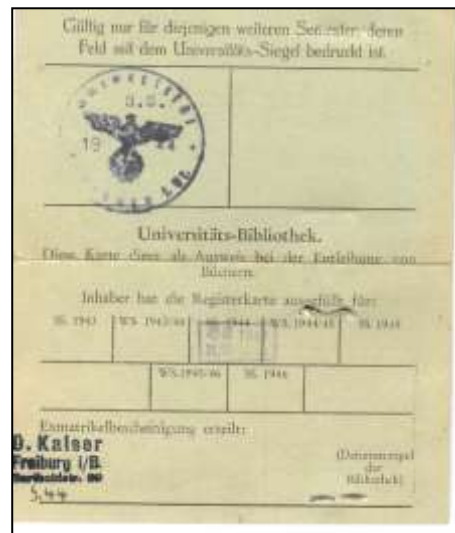 Gültig nur für diejenigen weiteren Semester, deren
Feld mit dem Universitäts-Siegel bedruckt ist.
S.S.
19 44
Universitäts-Bibliothek.
Diese Karte dient als Ausweis bei der Entleihung von
Büchern.
Inhaber hat die Registerkarte ausgefüllt für:
SS. 1943 WS. 1943/44 SS. 1944 WS. 1944/45 SS. 1945
WS. 1945/46 SS. 1946
Exmatrikelbescheinigung erteilt:
D. Kaiser
Freiburg i/B.
(Datumstempel
der
Bibliothek)
5.44